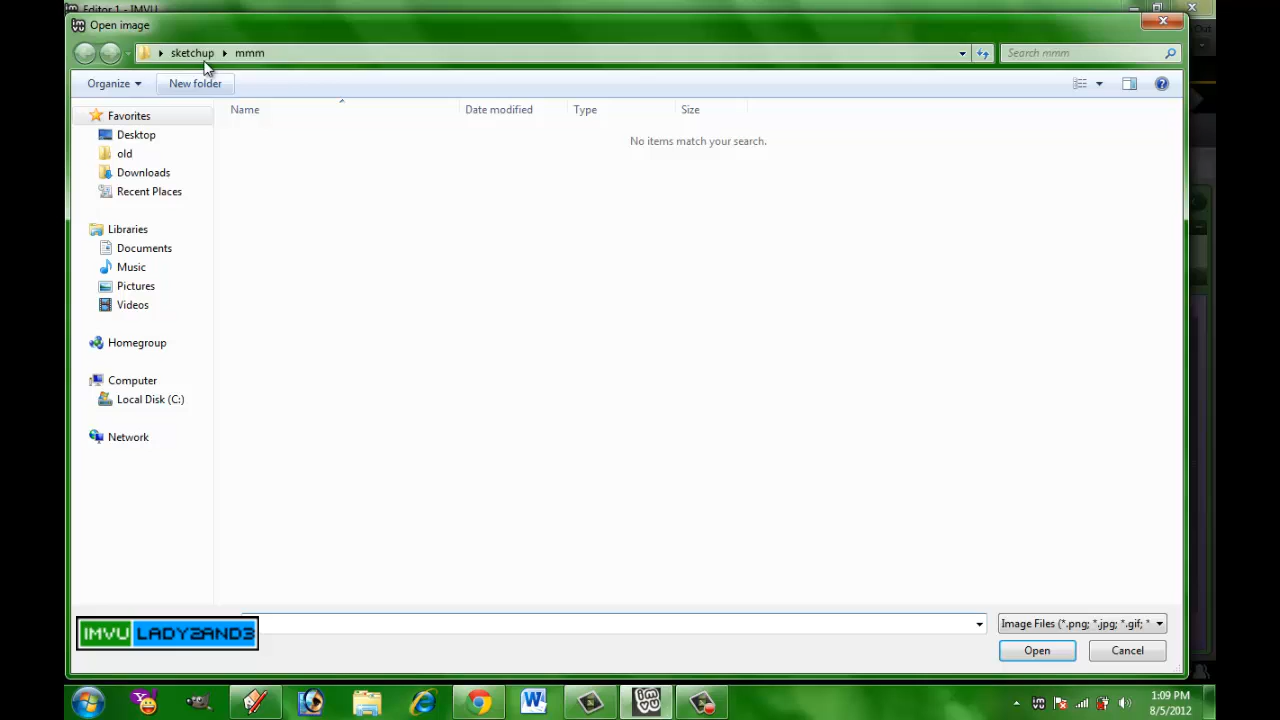 Editor 1 - IMVU
Open image
sketchup mmm
Search mmm
Organize New folder
Name Date modified Type Size
No items match your search.
Favorites
Desktop
old
Downloads
Recent Places
Libraries
Documents
Music
Pictures
Videos
Homegroup
Computer
Local Disk (C:)
Network
IMVU LADY2AND3
Image Files (*.png; *.jpg; *.gif; *
Open Cancel
1:09 PM
8/5/2012